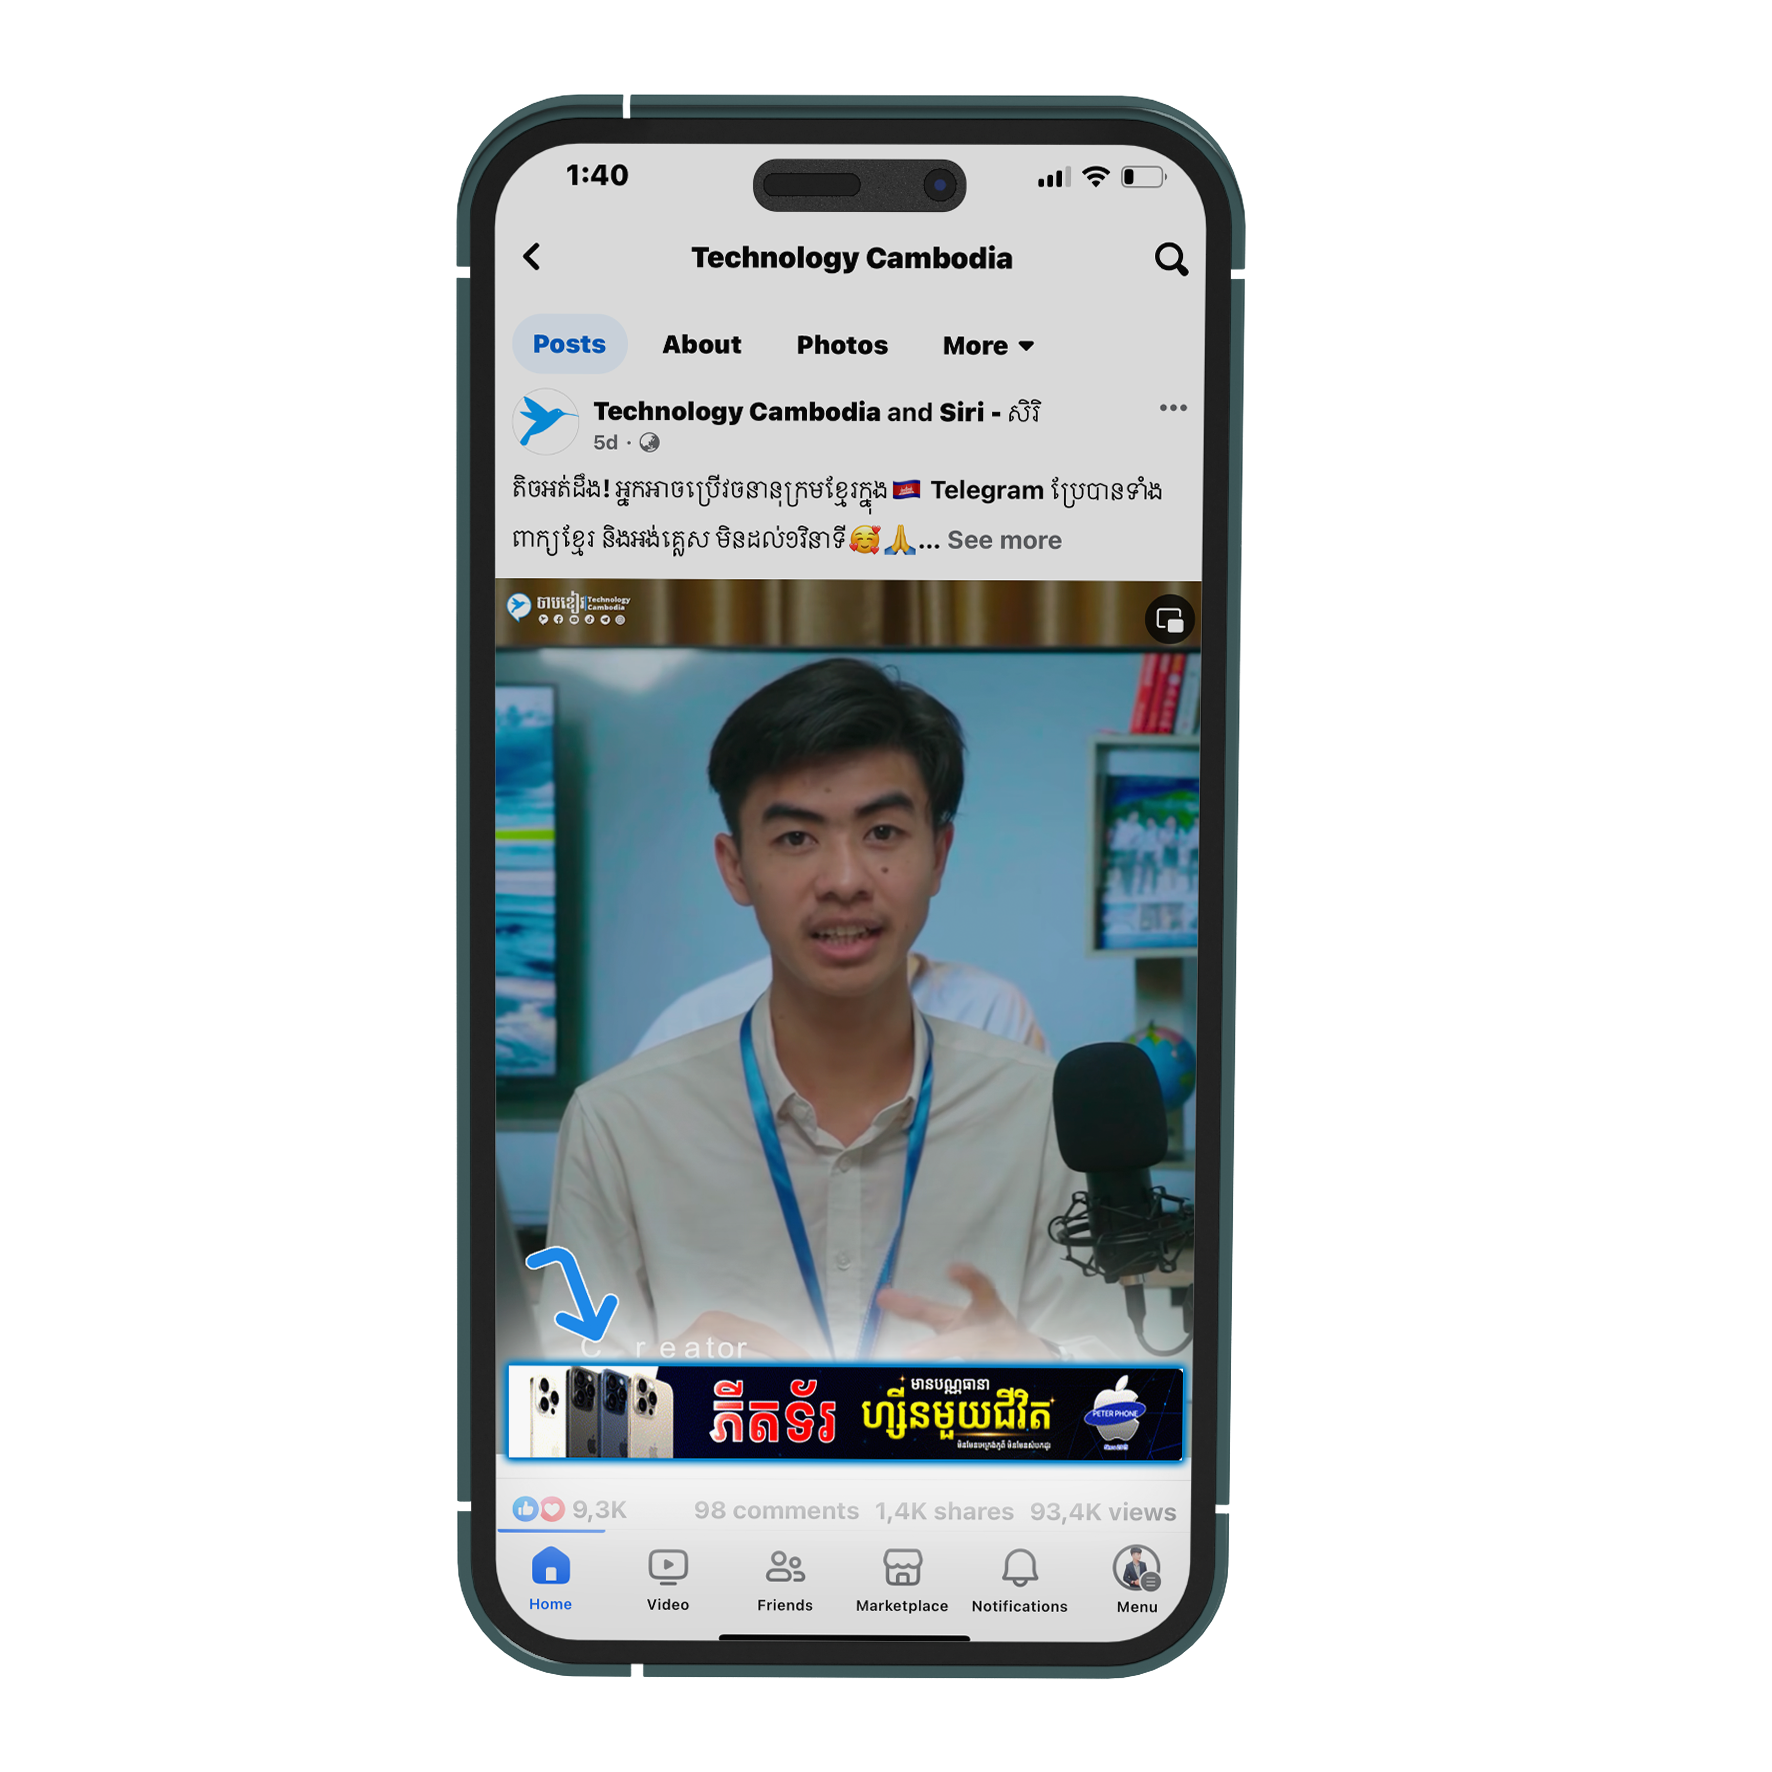 1:40
Technology Cambodia
Posts About Photos More
Technology Cambodia and Siri - សិរិ
5d
តិចអត់ដឹង! អ្នកអាចប្រើវចនានុក្រមខ្មែរក្នុង🇰🇭 Telegram ប្រែបានទាំង
ពាក្យខ្មែរ និងអង់គ្លេស មិនដល់១វិនាទី🥰🙏... See more
ចាបខៀវ Technology
Cambodia
Creator
ភីតទ័រ
មានបណ្ណធានា
ហ្សីនមួយជីវិត
PETER PHONE
9,3K 98 comments 1,4K shares 93,4K views
Home Video Friends Marketplace Notifications Menu